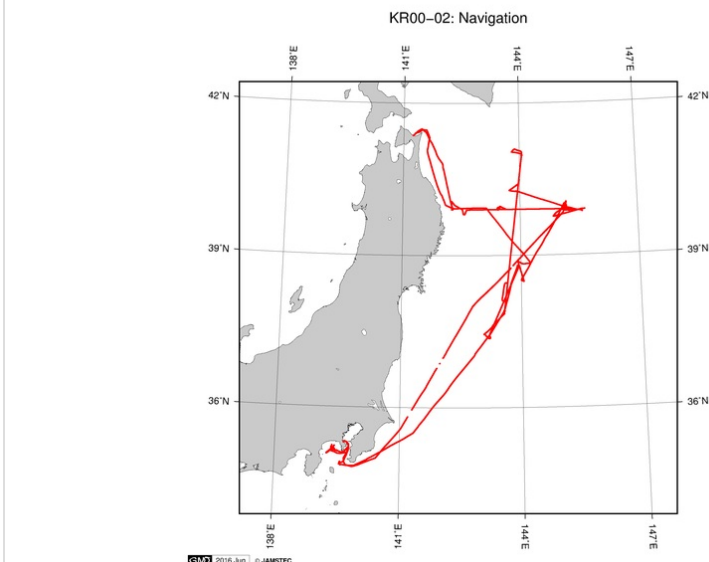 KR00−02: Navigation
138°E 141°E 144°E 147°E
42°N 42°N
39°N 39°N
36°N 36°N
138°E 141°E 144°E 147°E
GMD 2016 Jun © JAMSTEC